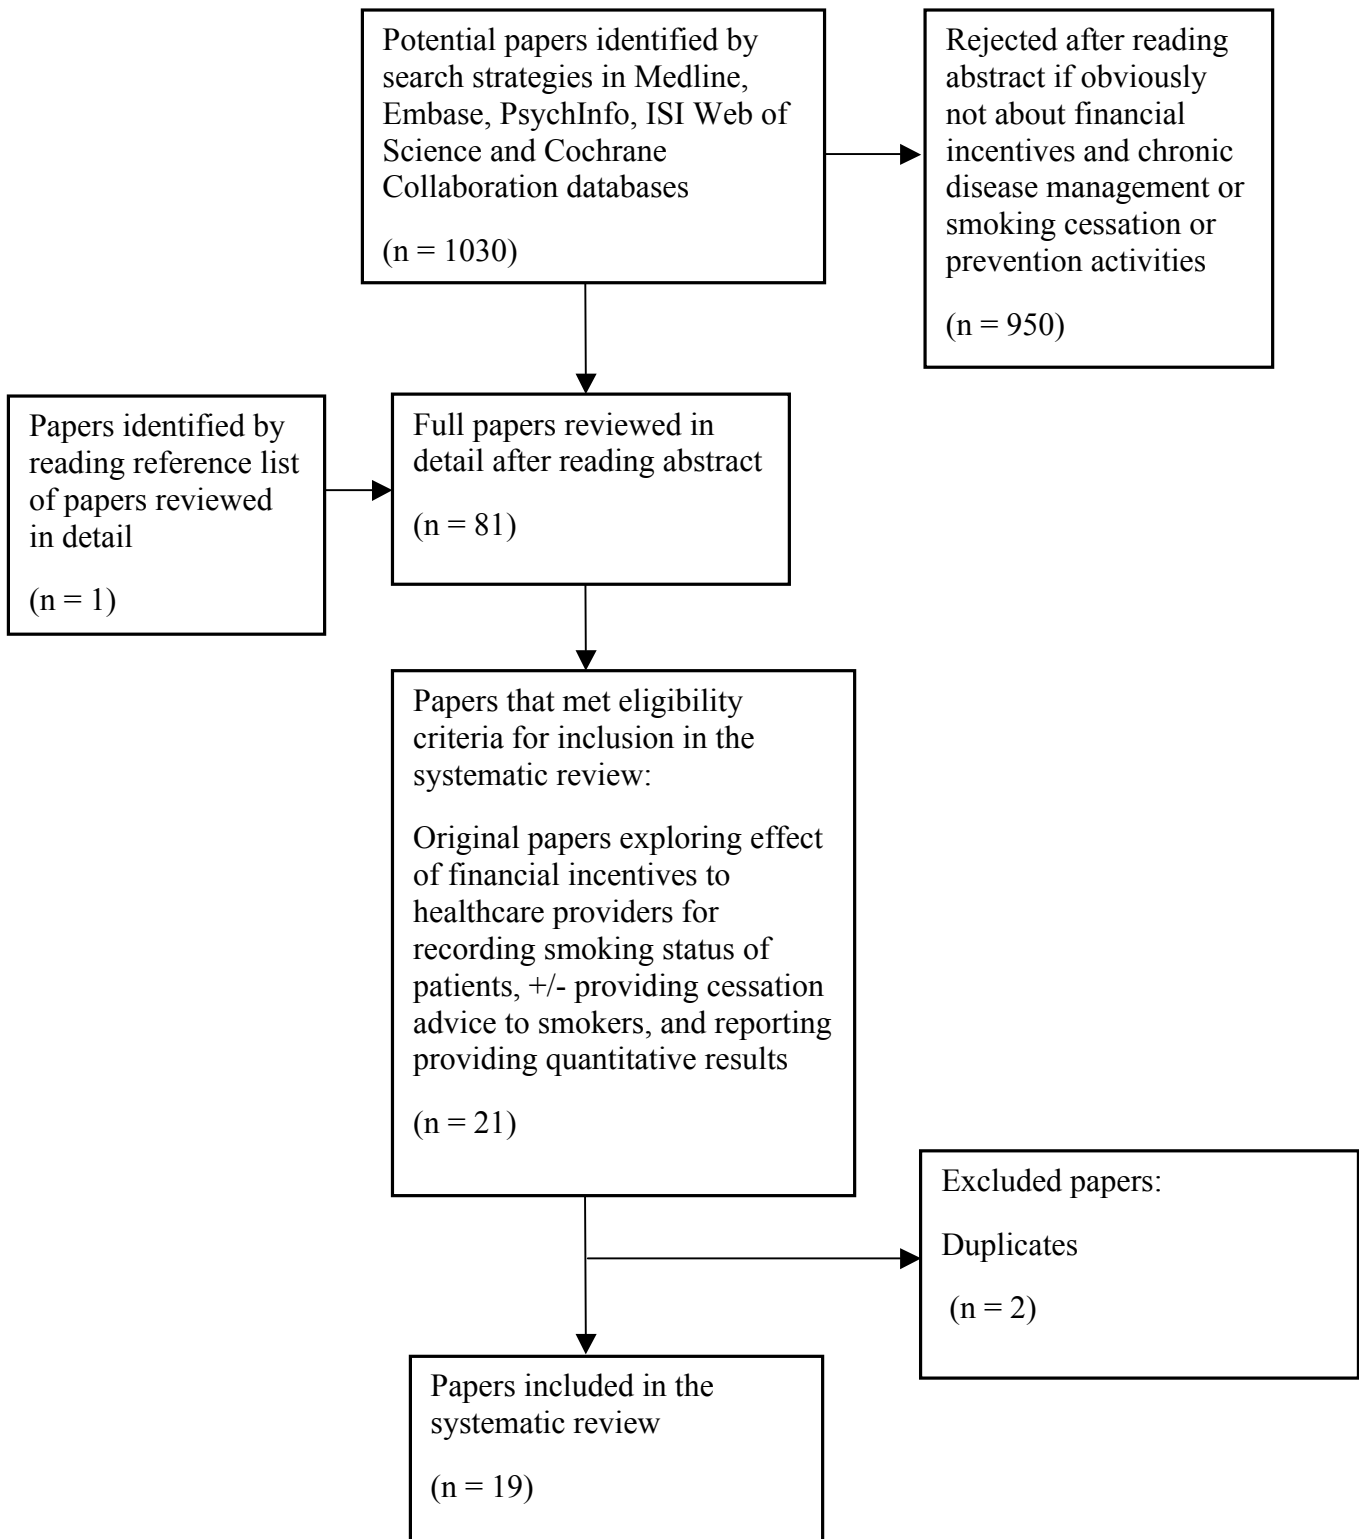 Potential papers identified by
search strategies in Medline,
Embase, PsychInfo, ISI Web of
Science and Cochrane
Collaboration databases
(n = 1030)
Rejected after reading
abstract if obviously
not about financial
incentives and chronic
disease management or
smoking cessation or
prevention activities
(n = 950)
Papers identified by
reading reference list
of papers reviewed
in detail
(n = 1)
Full papers reviewed in
detail after reading abstract
(n = 81)
Papers that met eligibility
criteria for inclusion in the
systematic review:
Original papers exploring effect
of financial incentives to
healthcare providers for
recording smoking status of
patients, +/- providing cessation
advice to smokers, and reporting
providing quantitative results
(n = 21)
Excluded papers:
Duplicates
(n = 2)
Papers included in the
systematic review
(n = 19)